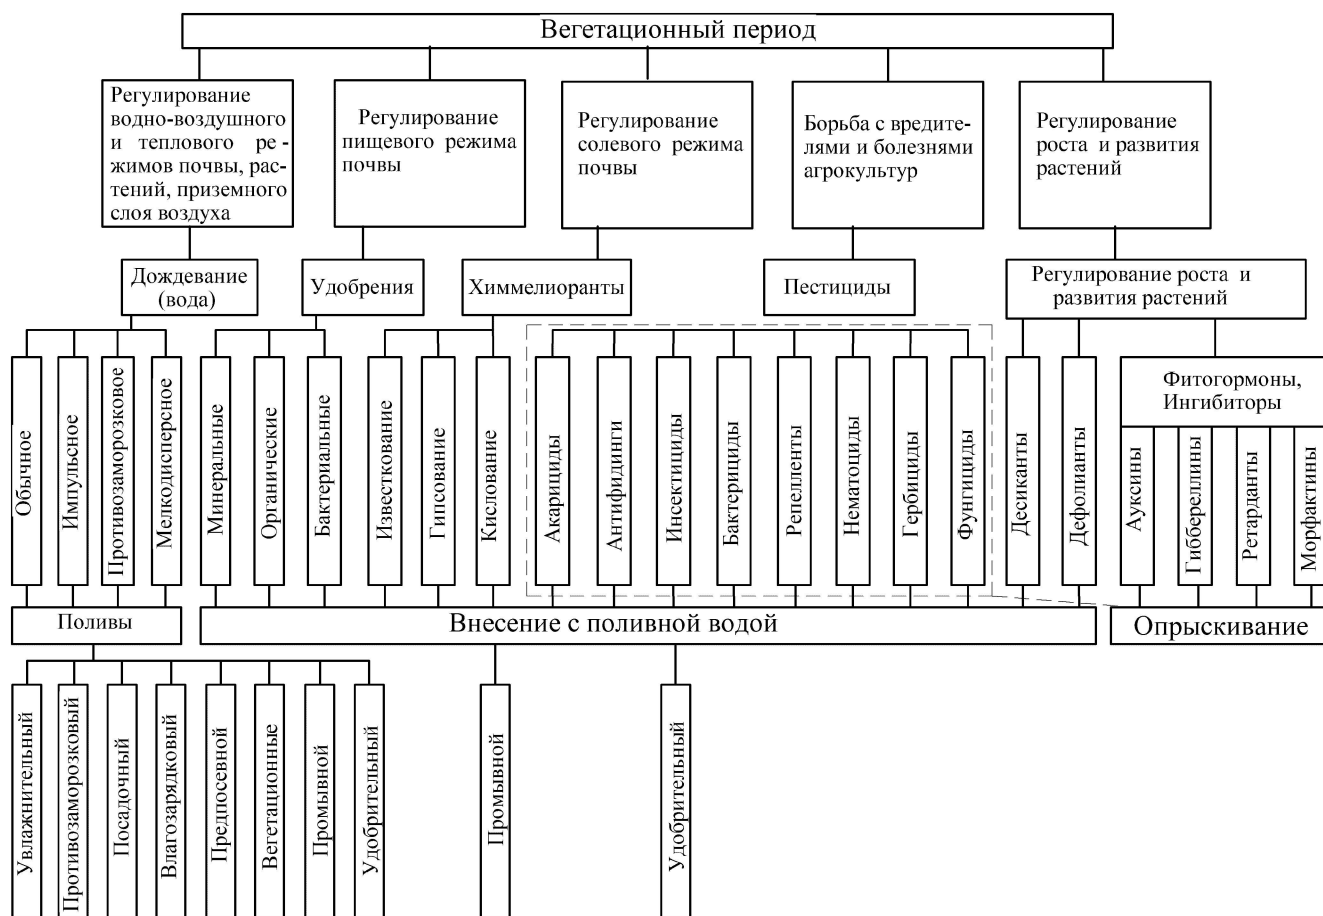 Вегетационный период
Регулирование
водно-воздушного
и теплового ре-
жимов почвы, рас-
тений, приземного
слоя воздуха
Регулирование
пищевого режима
почвы
Регулирование
солевого режима
почвы
Борьба с вредите-
лями и болезнями
агрокультур
Регулирование
роста и развития
растений
Дождевание
(вода)
Удобрения
Химмелиоранты
Пестициды
Регулирование роста и
развития растений
Обычное
Импульсное
Противозаморозковое
Мелкодисперсное
Минеральные
Органические
Бактериальные
Известкование
Гипсование
Кислование
Акарициды
Антифидинги
Инсектициды
Бактерициды
Репелленты
Нематоциды
Гербициды
Фунгициды
Десиканты
Дефолианты
Фитогормоны,
Ингибиторы
Ауксины
Гиббереллины
Ретарданты
Морфактины
Поливы
Внесение с поливной водой
Опрыскивание
Увлажнительный
Противозаморозковый
Посадочный
Влагозарядковый
Предпосевной
Вегетационные
Промывной
Удобрительный
Промывной
Удобрительный